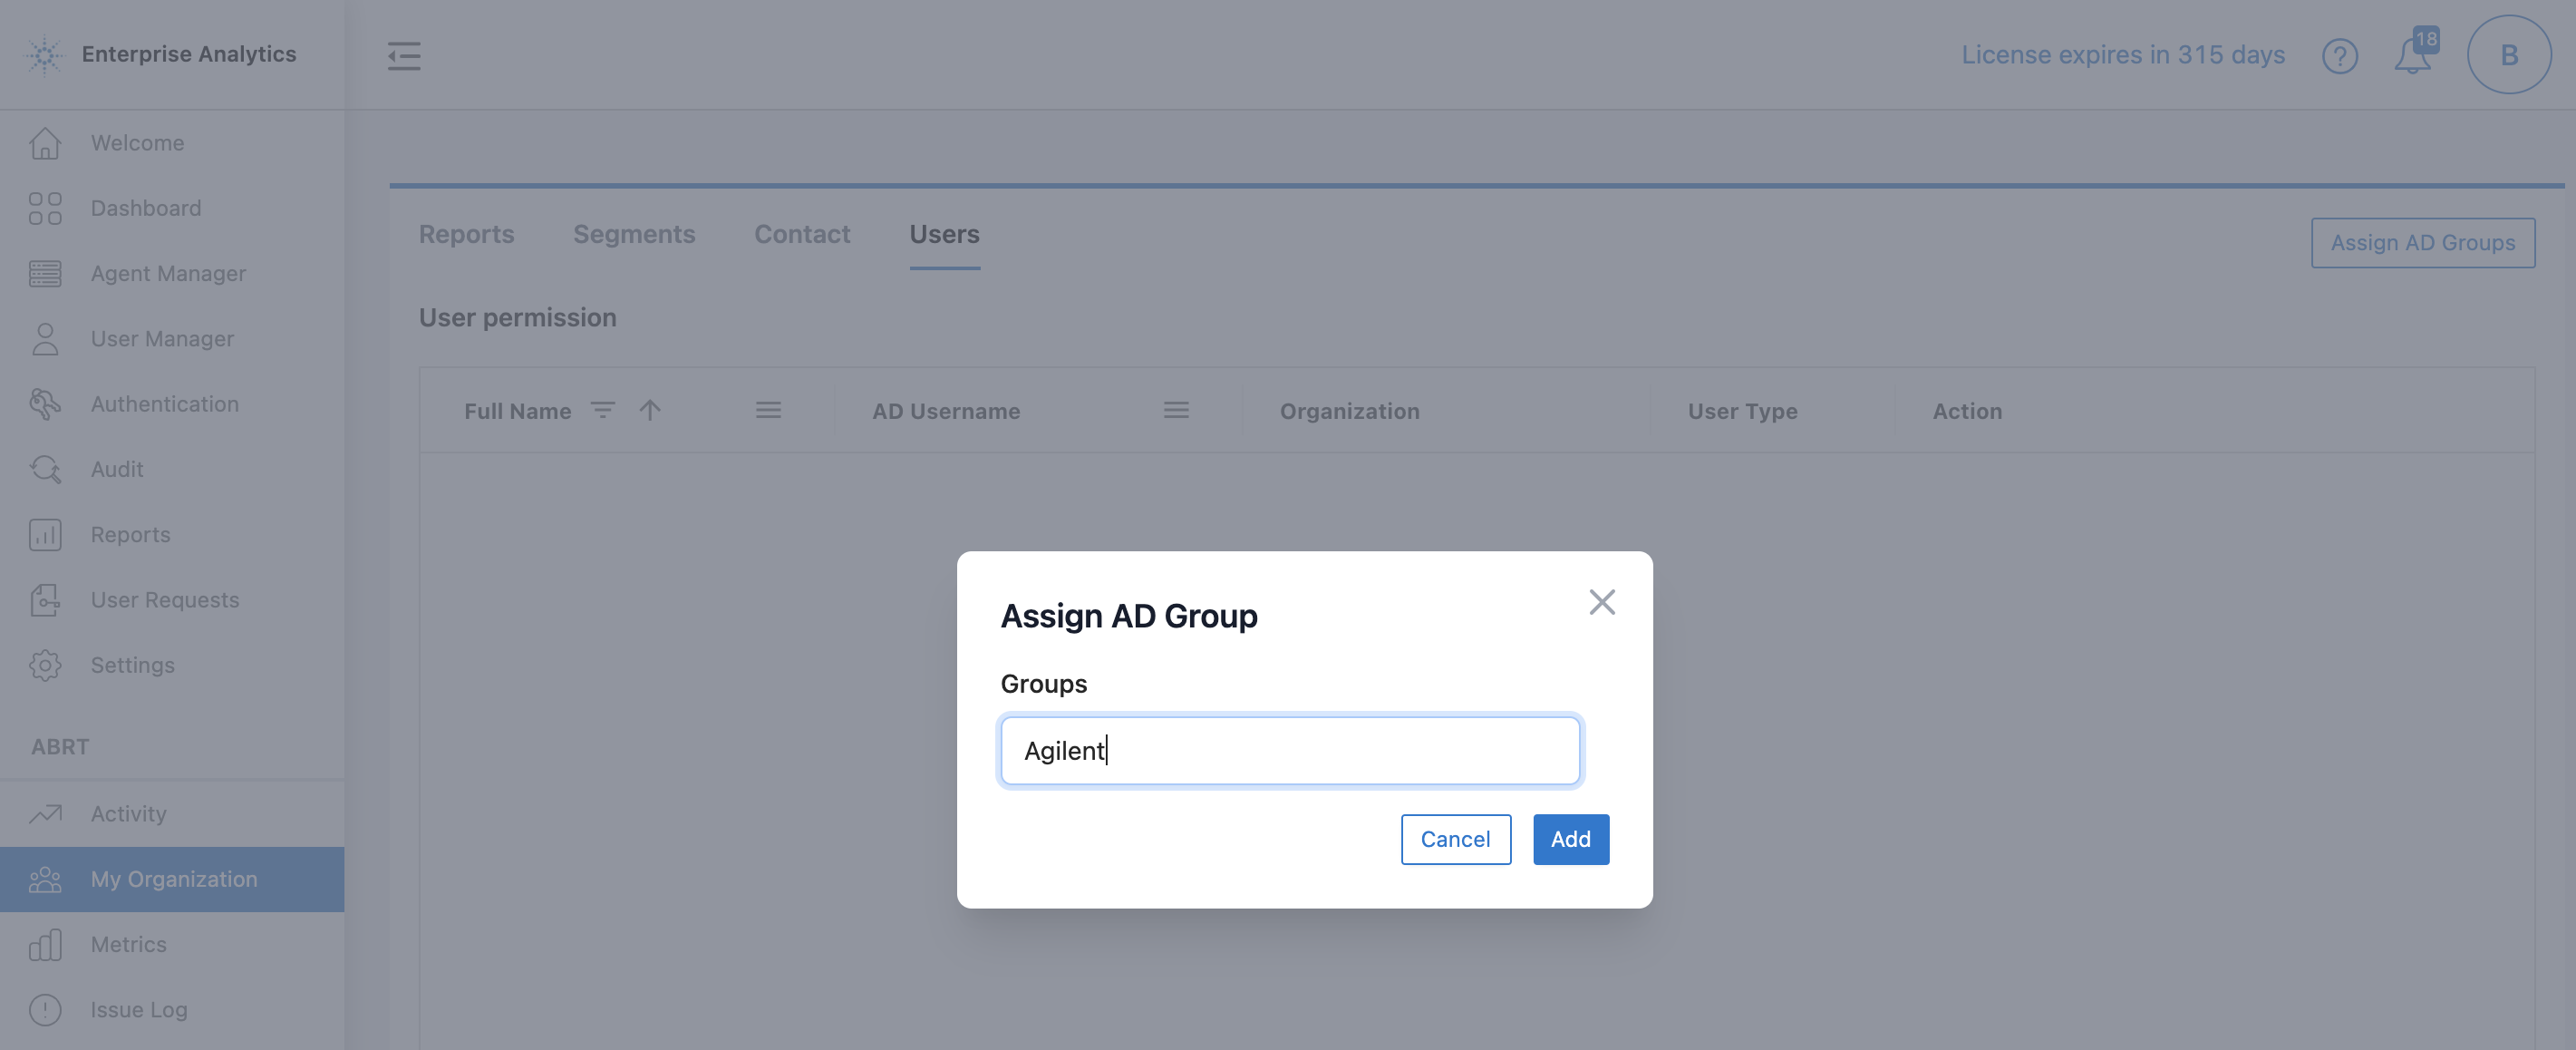 Enterprise Analytics
License expires in 315 days
18
B
Welcome
Dashboard
Agent Manager
User Manager
Authentication
Audit
Reports
User Requests
Settings
ABRT
Activity
My Organization
Metrics
Issue Log
Reports Segments Contact Users
Assign AD Groups
User permission
Full Name AD Username Organization User Type Action
Assign AD Group
Groups
Agilent
Cancel Add